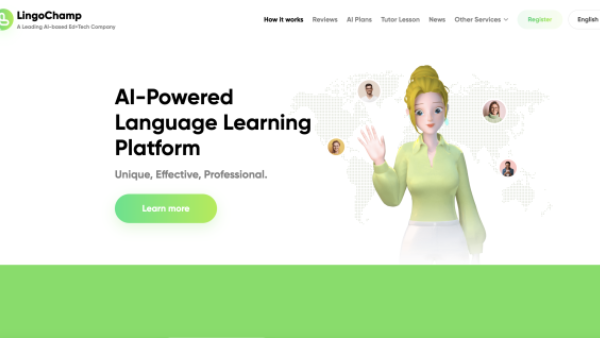 LingoChamp
A Leading AI-based Ed+Tech Company
How it works
Reviews
AI Plans
Tutor Lesson
News
Other Services
Register
English
AI-Powered
Language Learning
Platform
Unique, Effective, Professional.
Learn more